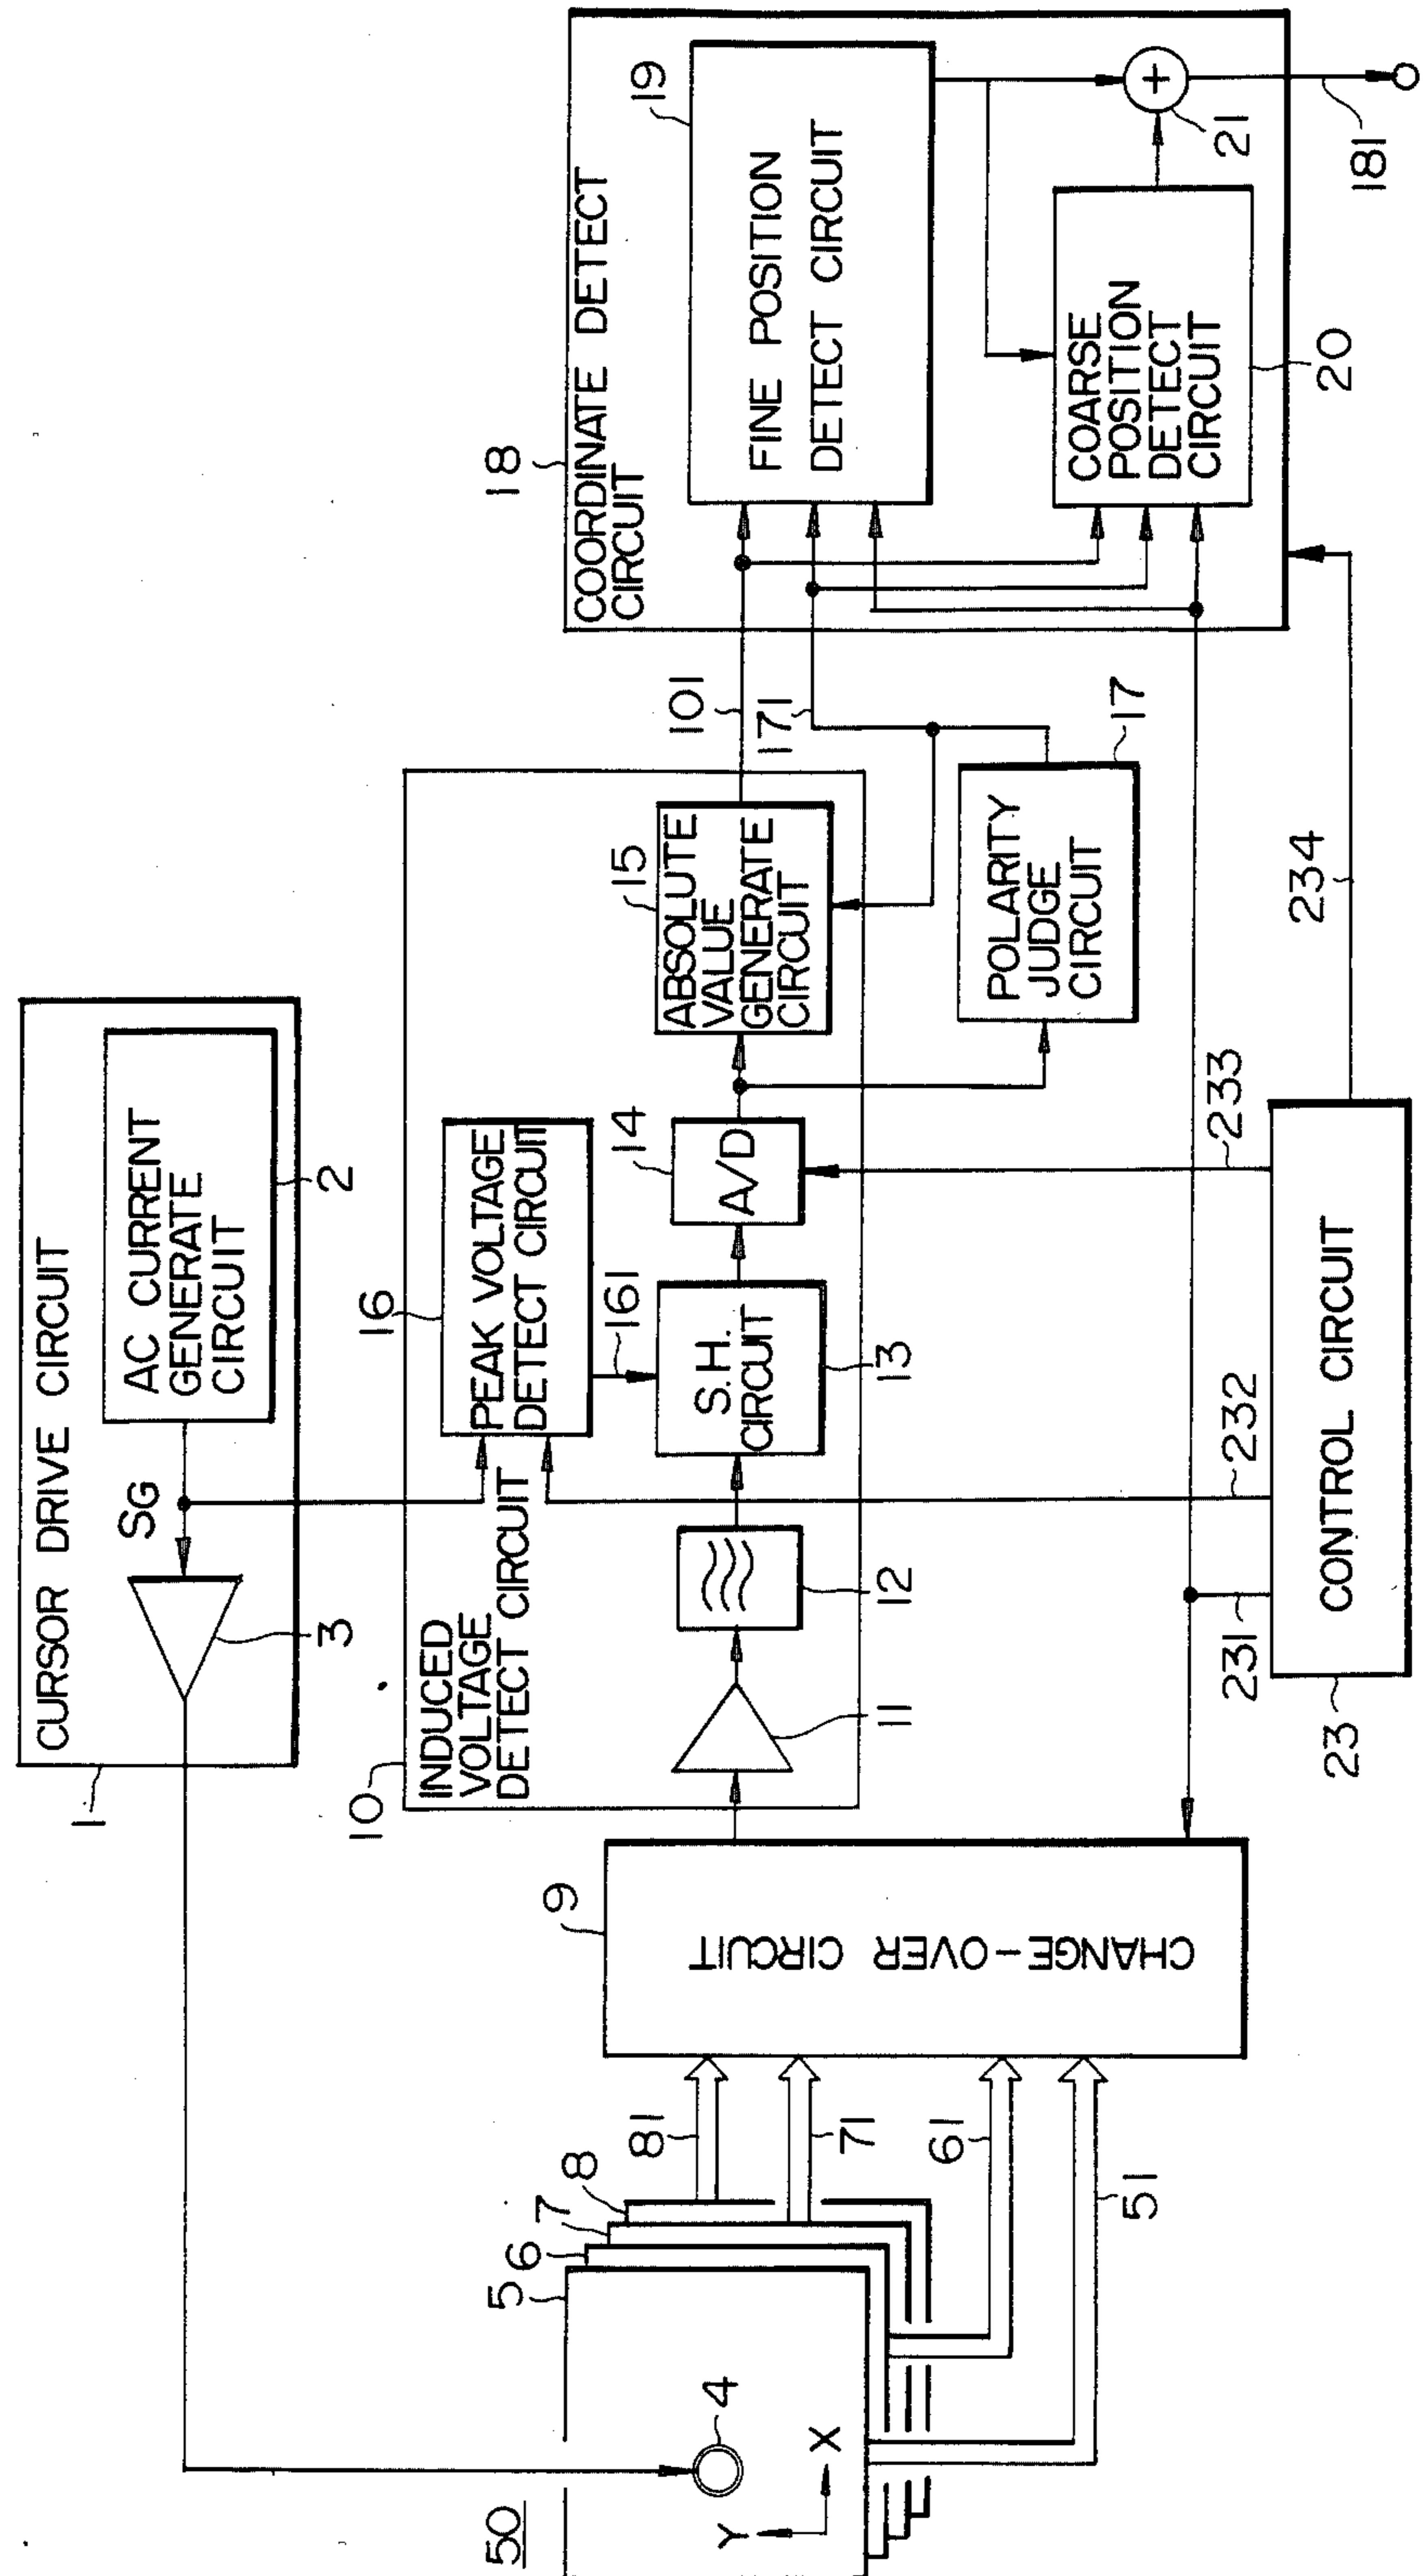 CURSOR DRIVE CIRCUIT
1
AC CURRENT
GENERATE
CIRCUIT
2
SG
3
50
4
Y
X
5
6
7
8
81
71
61
51
9
CHANGE-OVER CIRCUIT
10
INDUCED
VOLTAGE
DETECT CIRCUIT
11
12
16
PEAK VOLTAGE
DETECT CIRCUIT
161
S.H.
CIRCUIT
13
14
A/D
15
ABSOLUTE
VALUE
GENERATE
CIRCUIT
101
171
POLARITY
JUDGE
CIRCUIT
17
18
COORDINATE DETECT
CIRCUIT
19
FINE POSITION
DETECT CIRCUIT
COARSE
POSITION
DETECT
CIRCUIT
20
+
21
181
CONTROL CIRCUIT
23
231
232
233
234